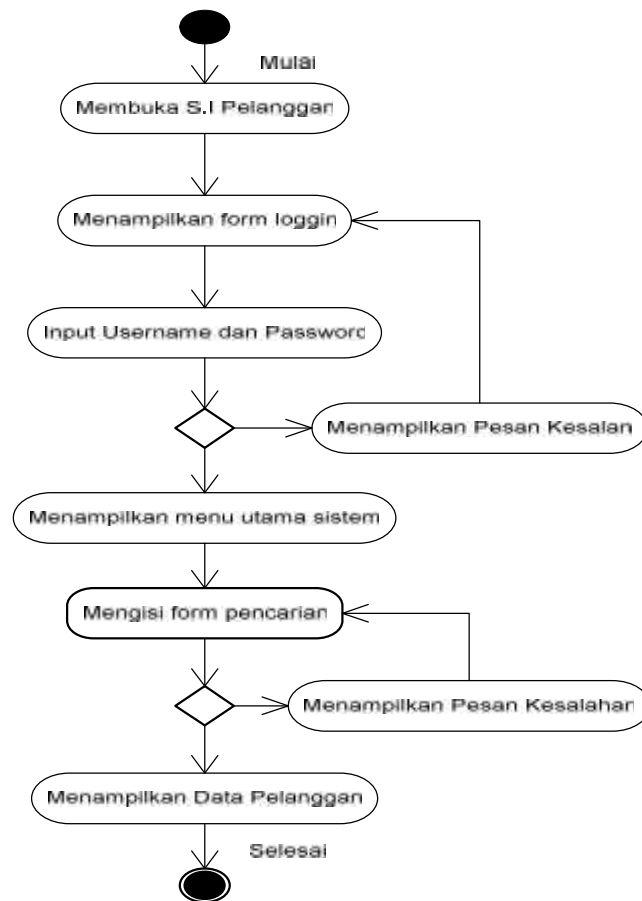 Mulai
Membuka S.I Pelanggan
Menampilkan form loggin
Input Username dan Password
Menampilkan Pesan Kesalan
Menampilkan menu utama sistem
Mengisi form pencarian
Menampilkan Pesan Kesalahan
Menampilkan Data Pelanggan
Selesai